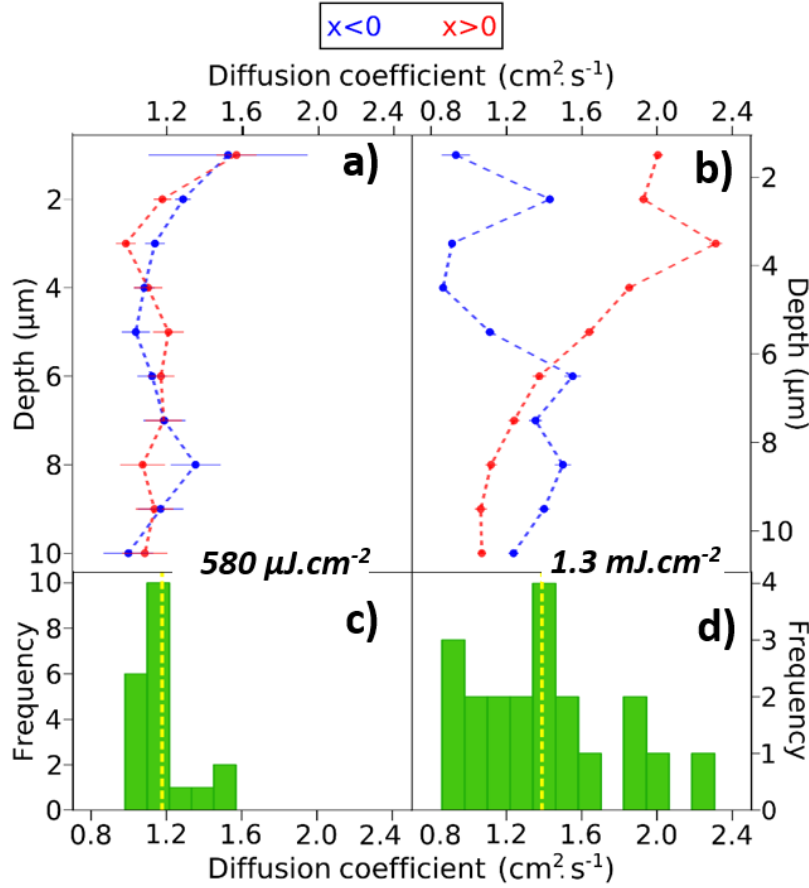 x<0 x>0
Diffusion coefficient (cm².s⁻¹)
1.2 1.6 2.0 0.8 1.2 1.6 2.0 2.4
a) b)
2 2
4 4
6 6
8 8
10 10
Depth (μm) Depth (μm)
580 μJ.cm⁻² 1.3 mJ.cm⁻²
c) d)
10 4
8 3
6 2
4 1
2 0
0
Frequency Frequency
0.8 1.2 1.6 2.0 2.4 0.8 1.2 1.6 2.0 2.4
Diffusion coefficient (cm².s⁻¹)